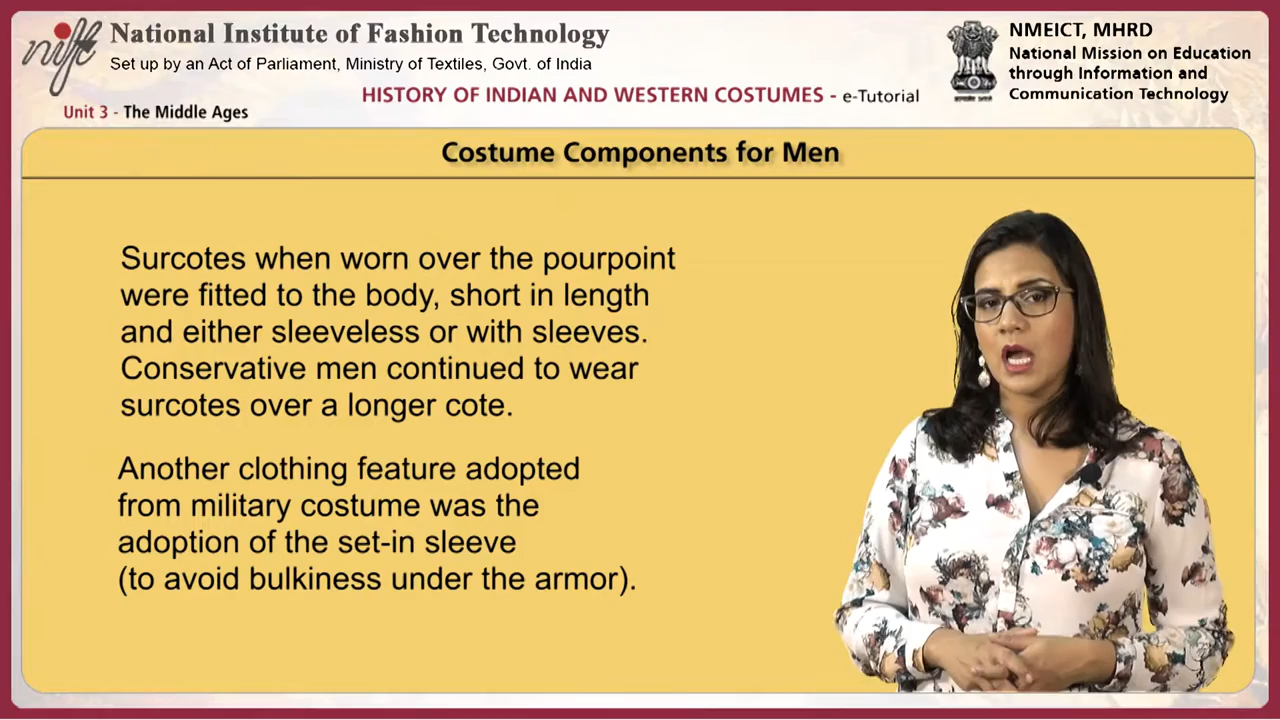 nift
National Institute of Fashion Technology
Set up by an Act of Parliament, Ministry of Textiles, Govt. of India
HISTORY OF INDIAN AND WESTERN COSTUMES - e-Tutorial
Unit 3 - The Middle Ages
NMEICT, MHRD
National Mission on Education
through Information and
Communication Technology
Costume Components for Men
Surcotes when worn over the pourpoint
were fitted to the body, short in length
and either sleeveless or with sleeves.
Conservative men continued to wear
surcotes over a longer cote.
Another clothing feature adopted
from military costume was the
adoption of the set-in sleeve
(to avoid bulkiness under the armor).